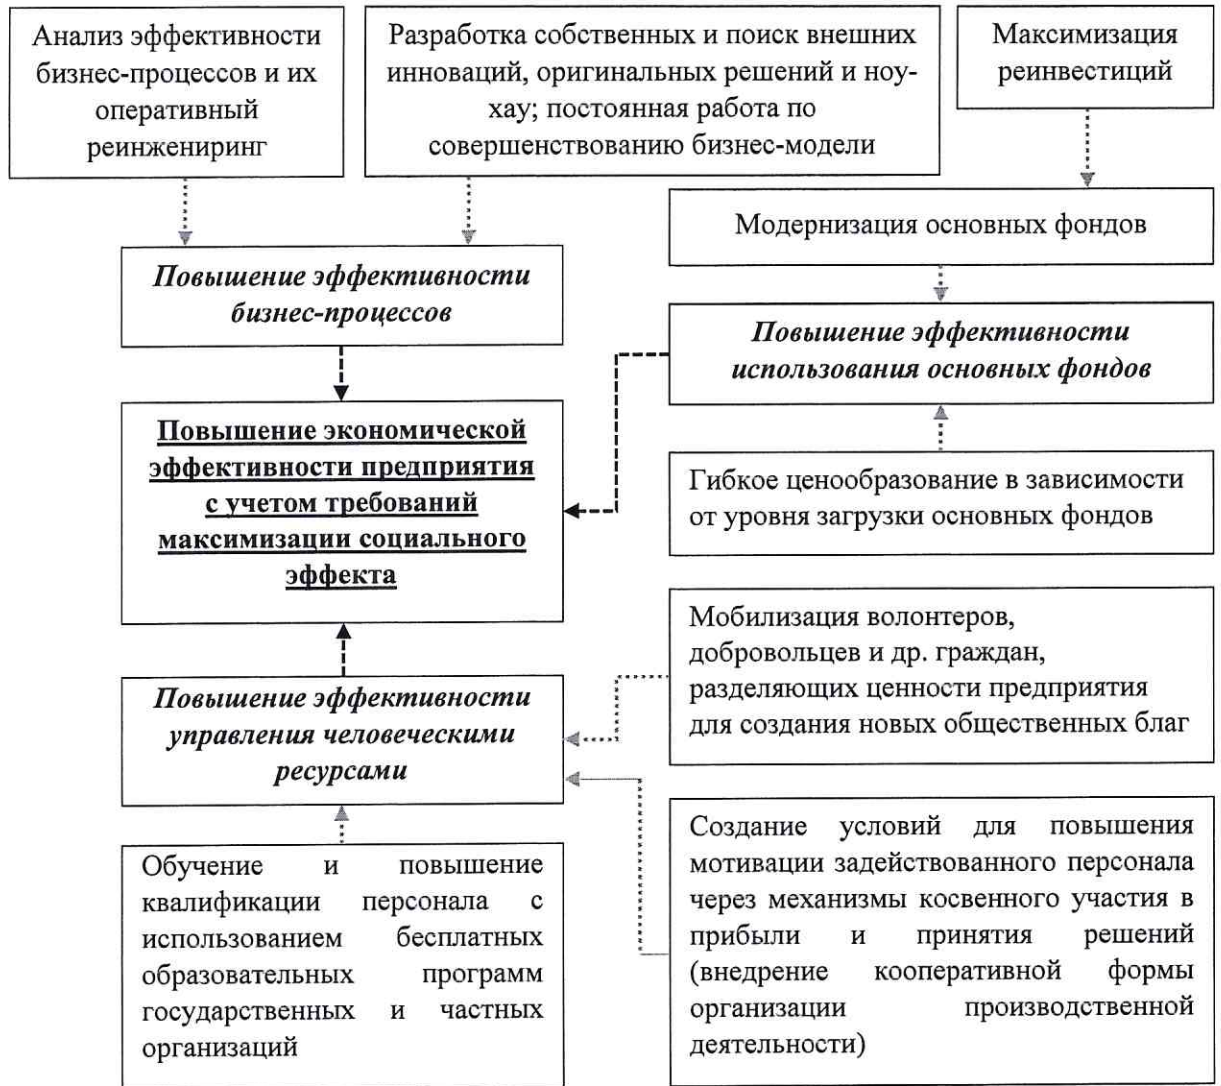 Анализ эффективности
бизнес-процессов и их
оперативный
реинжениринг
Разработка собственных и поиск внешних
инноваций, оригинальных решений и ноу-
хау; постоянная работа по
совершенствованию бизнес-модели
Максимизация
реинвестиций
Модернизация основных фондов
Повышение эффективности
бизнес-процессов
Повышение эффективности
использования основных фондов
Повышение экономической
эффективности предприятия
с учетом требований
максимизации социального
эффекта
Гибкое ценообразование в зависимости
от уровня загрузки основных фондов
Мобилизация волонтеров,
добровольцев и др. граждан,
разделяющих ценности предприятия
для создания новых общественных благ
Повышение эффективности
управления человеческими
ресурсами
Обучение и повышение
квалификации персонала с
использованием бесплатных
образовательных программ
государственных и частных
организаций
Создание условий для повышения
мотивации задействованного персонала
через механизмы косвенного участия в
прибыли и принятия решений
(внедрение кооперативной формы
организации производственной
деятельности)